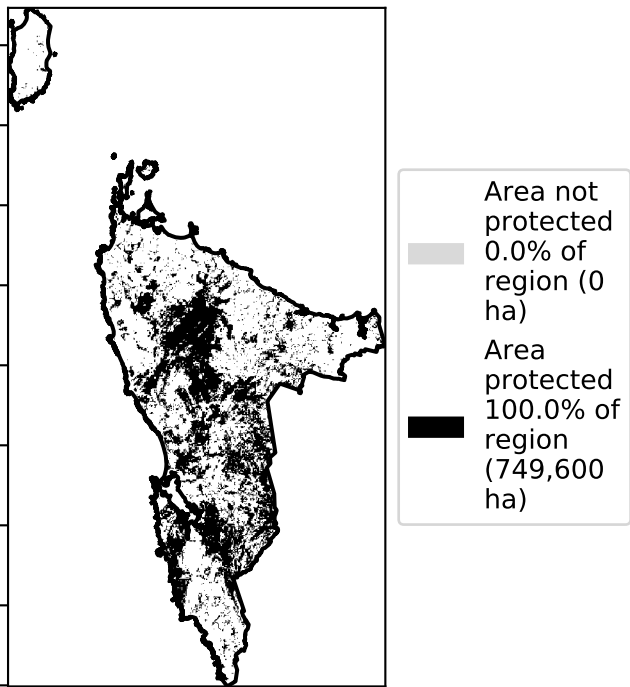 Area not
protected
0.0% of
region (0
ha)
Area
protected
100.0% of
region
(749,600
ha)